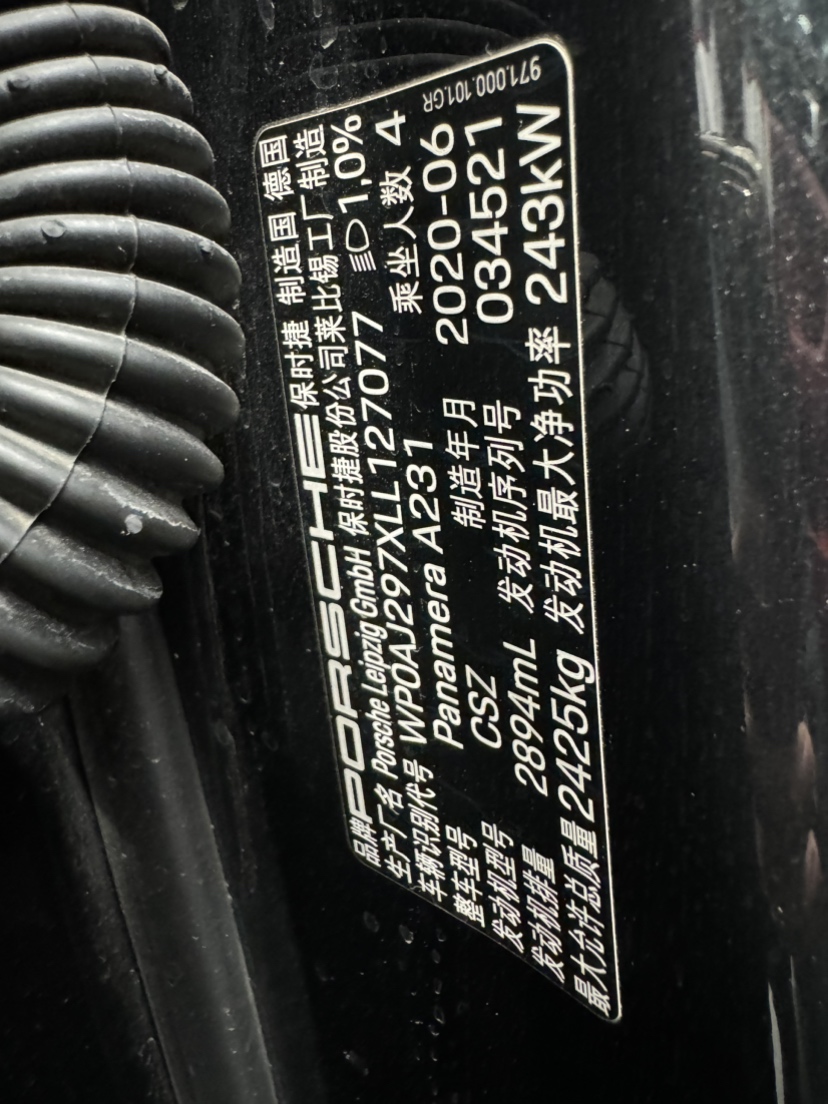 品牌 PORSCHE 保时捷 制造国 德国
生产厂名 Porsche Leipzig GmbH 保时捷股份公司莱比锡工厂制造
车辆识别代号 WP0AJ297XLL127077 1,0%
整车型号 Panamera A231 乘坐人数 4
发动机型号 CSZ 制造年月 2020-06
发动机排量 2894mL 发动机序列号 034521
最大允许总质量 2425kg 发动机最大净功率 243kW
971.000.101.GR